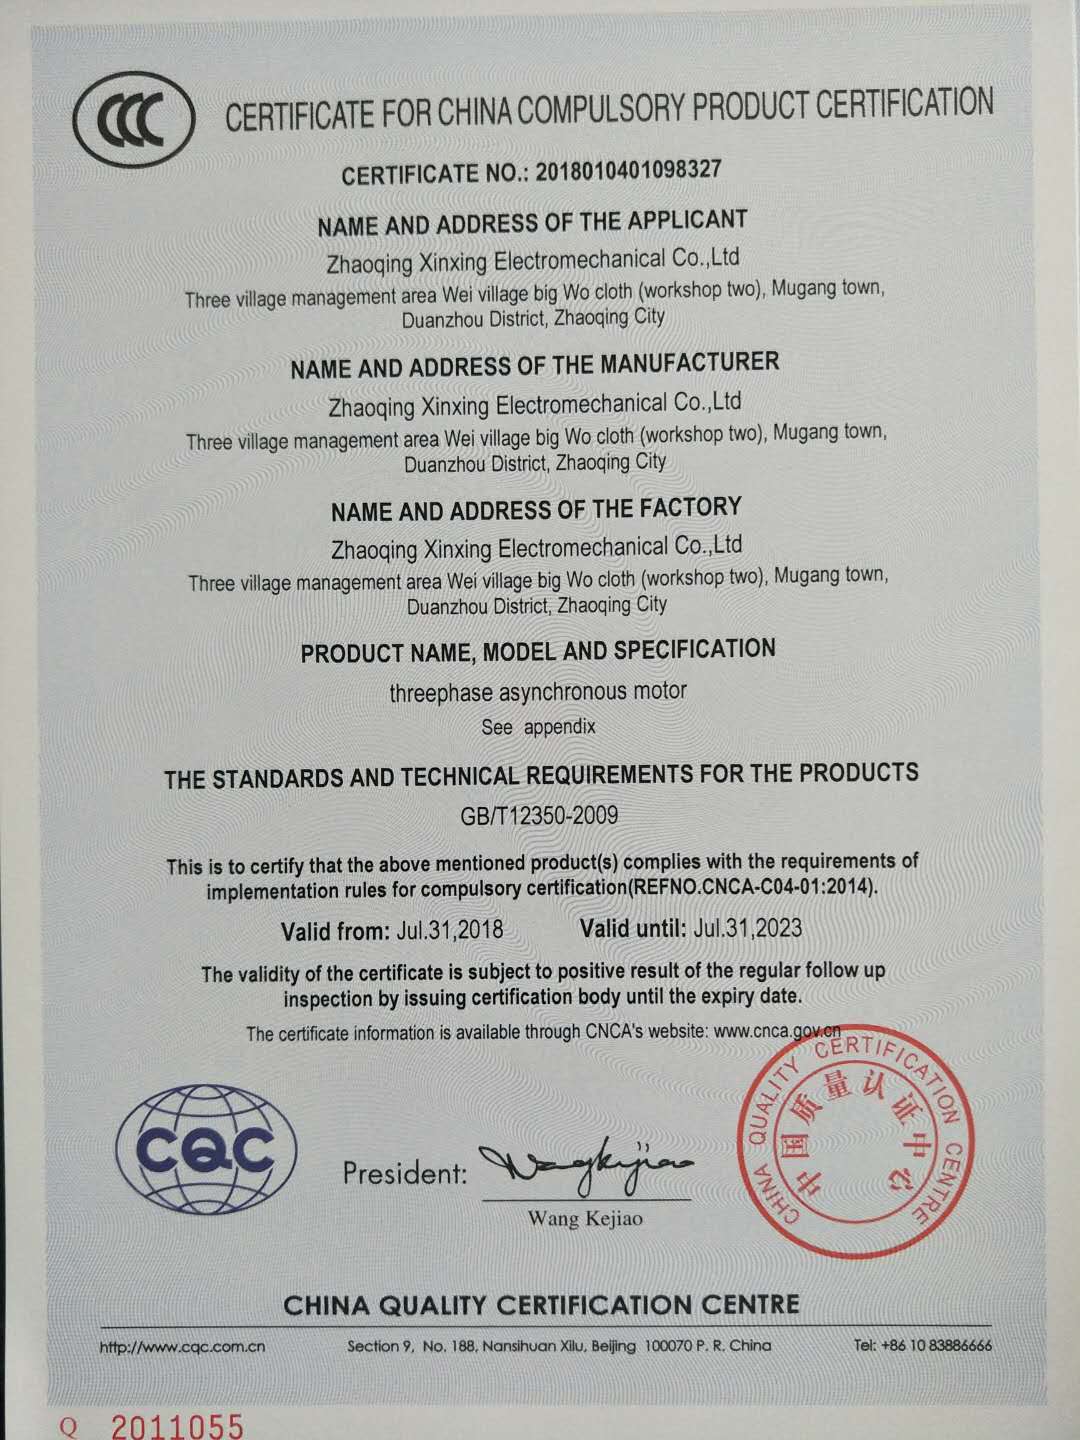 CCC
CERTIFICATE FOR CHINA COMPULSORY PRODUCT CERTIFICATION
CERTIFICATE NO.: 2018010401098327
NAME AND ADDRESS OF THE APPLICANT
Zhaoqing Xinxing Electromechanical Co.,Ltd
Three village management area Wei village big Wo cloth (workshop two), Mugang town,
Duanzhou District, Zhaoqing City
NAME AND ADDRESS OF THE MANUFACTURER
Zhaoqing Xinxing Electromechanical Co.,Ltd
Three village management area Wei village big Wo cloth (workshop two), Mugang town,
Duanzhou District, Zhaoqing City
NAME AND ADDRESS OF THE FACTORY
Zhaoqing Xinxing Electromechanical Co.,Ltd
Three village management area Wei village big Wo cloth (workshop two), Mugang town,
Duanzhou District, Zhaoqing City
PRODUCT NAME, MODEL AND SPECIFICATION
threephase asynchronous motor
See appendix
THE STANDARDS AND TECHNICAL REQUIREMENTS FOR THE PRODUCTS
GB/T12350-2009
This is to certify that the above mentioned product(s) complies with the requirements of
implementation rules for compulsory certification(REFNO.CNCA-C04-01:2014).
Valid from: Jul.31,2018 Valid until: Jul.31,2023
The validity of the certificate is subject to positive result of the regular follow up
inspection by issuing certification body until the expiry date.
The certificate information is available through CNCA's website: www.cnca.gov.cn
CHINA QUALITY CERTIFICATION CENTRE
中国质量认证中心
CQC
President: Wangkejiao
Wang Kejiao
CHINA QUALITY CERTIFICATION CENTRE
http://www.cqc.com.cn Section 9, No. 188, Nansihuan Xilu, Beijing 100070 P. R. China Tel: +86 10 83886666
Q 2011055